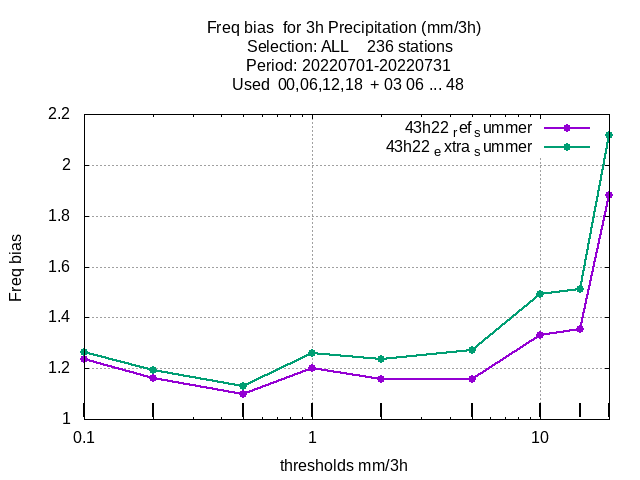 Freq bias  for 3h Precipitation (mm/3h)
Selection: ALL    236 stations
Period: 20220701-20220731
Used  00,06,12,18  + 03 06 ... 48
43h22 ref summer
43h22 extra summer
2.2
2
1.8
1.6
1.4
1.2
1
Freq bias
0.1 1 10
thresholds mm/3h